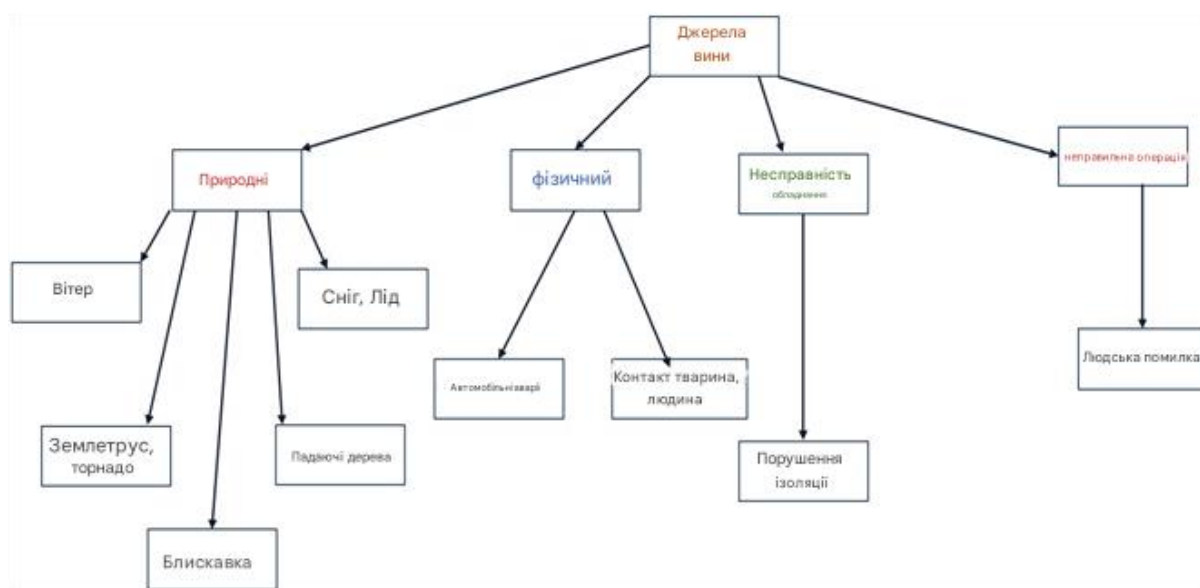 Джерела
вини
Природні
фізичний
Несправність
обладнання
неправильна операція
Вітер
Сніг, Лід
Землетрус,
торнадо
Падаючі дерева
Блискавка
Автомобільні аварії
Контакт тварина,
людина
Порушення
ізоляції
Людська помилка